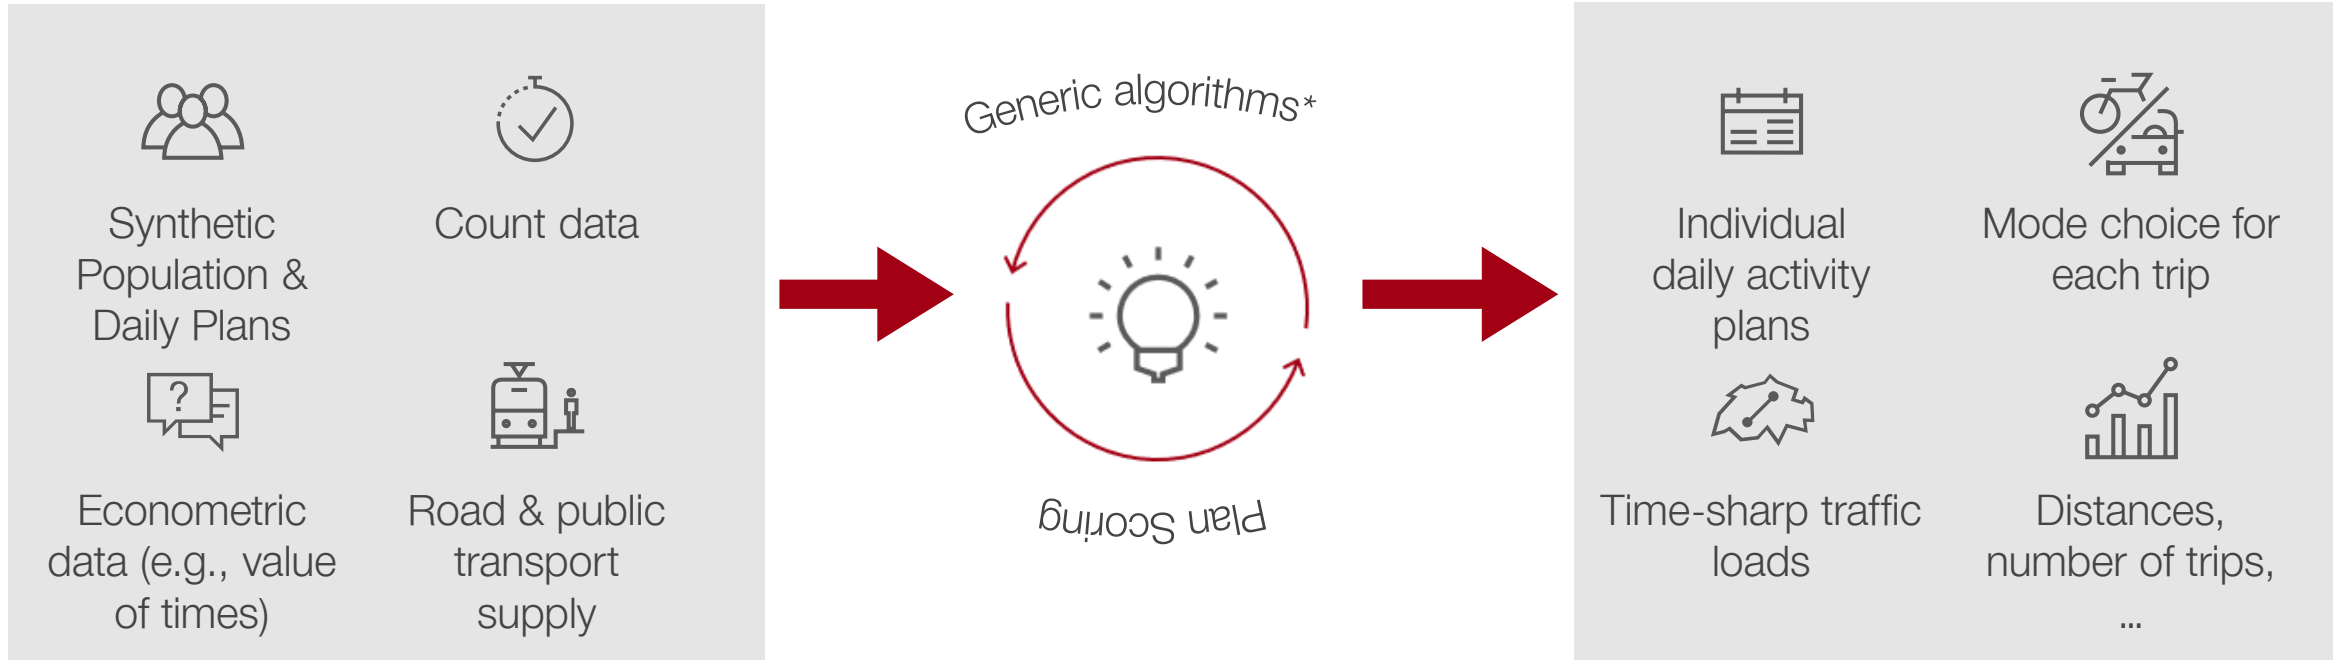 Synthetic
Population &
Daily Plans
Count data
?
Econometric
data (e.g., value
of times)
Road & public
transport
supply
Generic algorithms*
Plan Scoring
Individual
daily activity
plans
Mode choice for
each trip
Time-sharp traffic
loads
Distances,
number of trips,
...